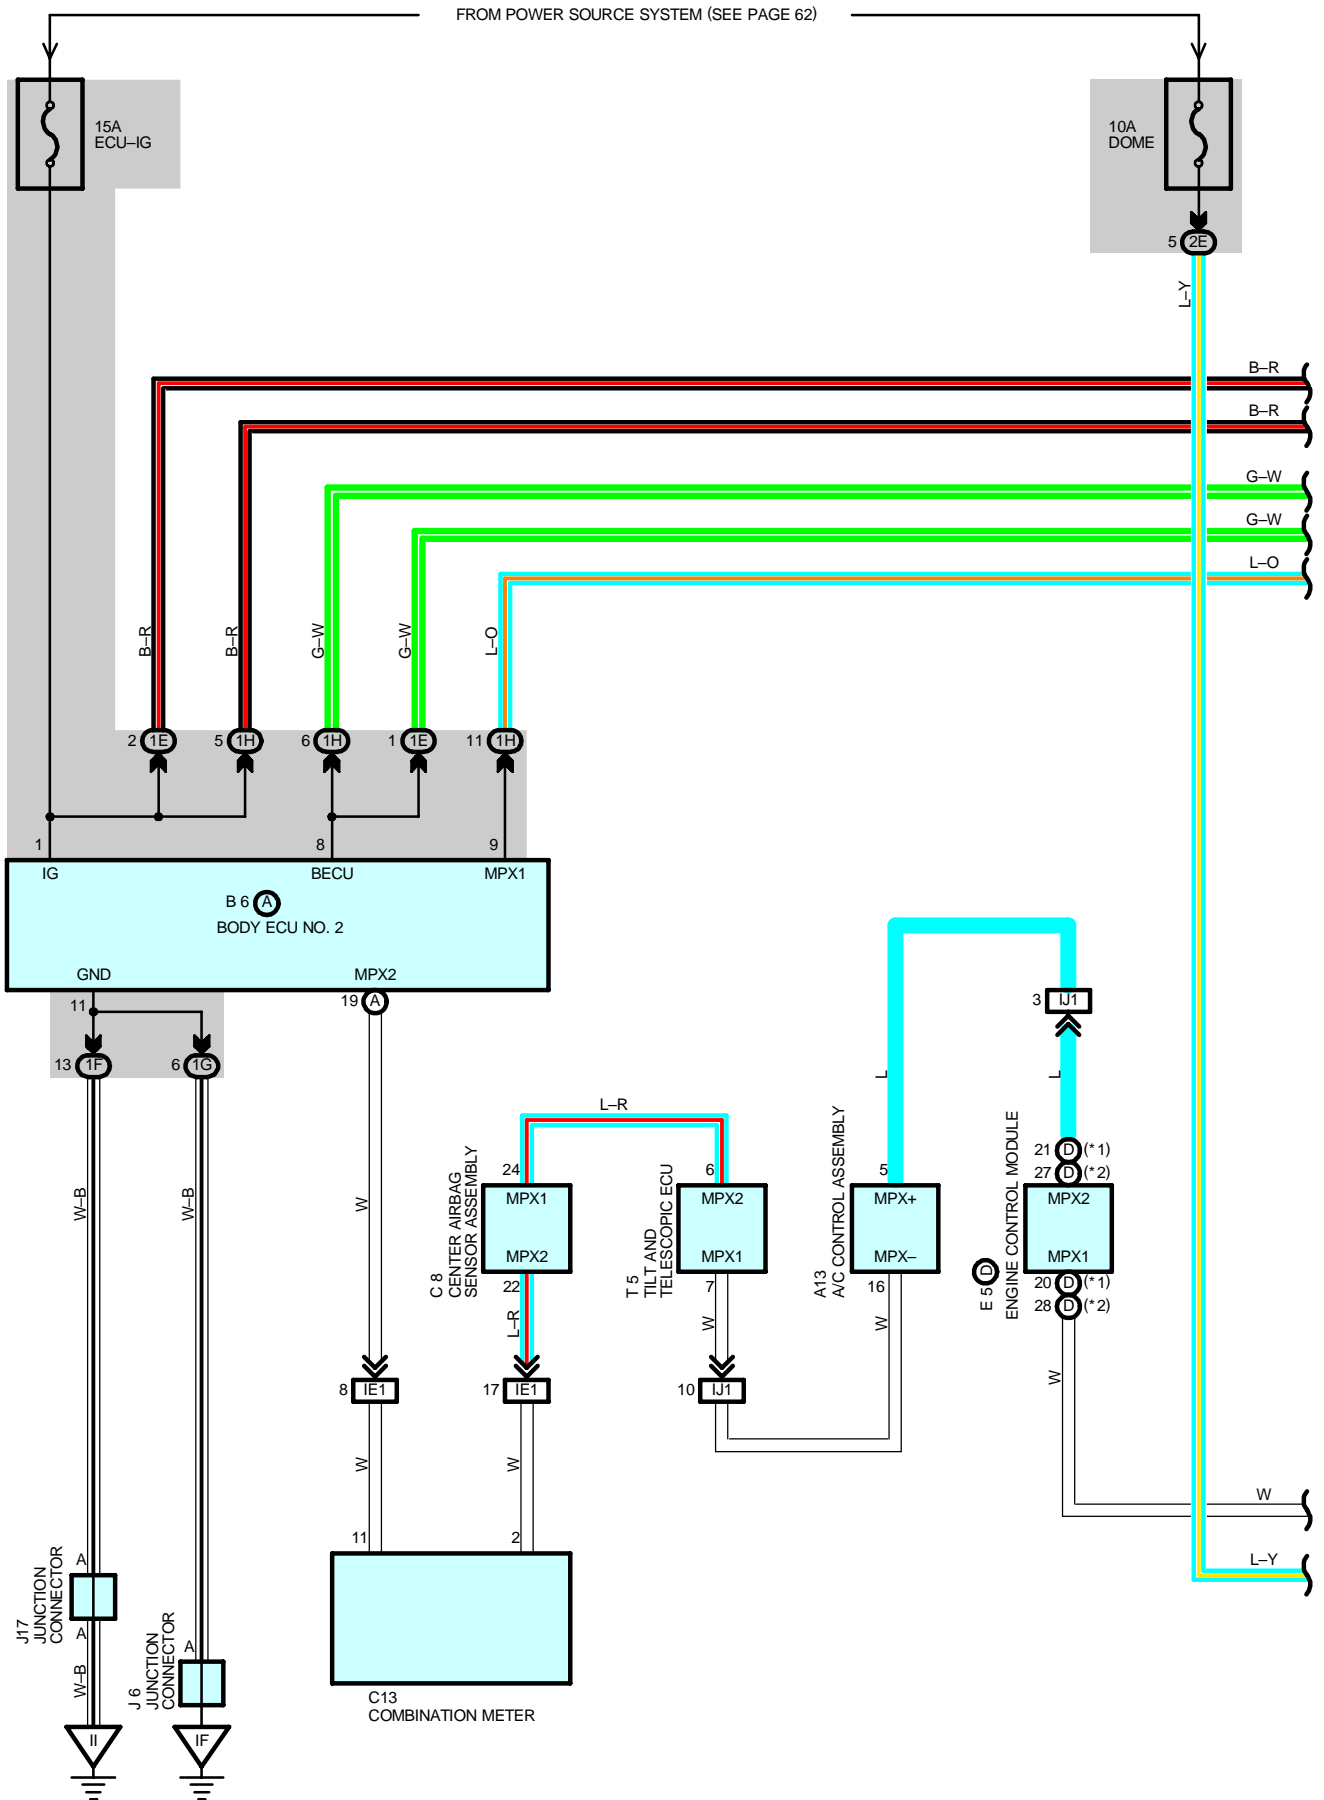 FROM POWER SOURCE SYSTEM (SEE PAGE 62)
15A
ECU–IG
10A
DOME
5 2E
L–Y
B–R
B–R
G–W
G–W
L–O
B–R
B–R
G–W
G–W
L–O
2 1E
5 1H
6 1H
1 1E
11 1H
1
8
9
IG
BECU
MPX1
B 6 A
BODY ECU NO. 2
GND
MPX2
11
19 A
13 1F
6 1G
3 IJ1
L
L
L–R
W–B
W–B
W
C 8
CENTER AIRBAG
SENSOR ASSEMBLY
24
MPX1
MPX2
22
L–R
T 5
TILT AND
TELESCOPIC ECU
6
MPX2
MPX1
7
W
A13
A/C CONTROL ASSEMBLY
5
MPX+
MPX–
16
W
E 5 D
ENGINE CONTROL MODULE
21 D (*1)
27 D (*2)
MPX2
MPX1
20 D (*1)
28 D (*2)
W
8 IE1
17 IE1
10 IJ1
W
W
W
11
2
L–Y
J17
JUNCTION
CONNECTOR
A
A
W–B
J 6
JUNCTION
CONNECTOR
A
C13
COMBINATION METER
II
IF